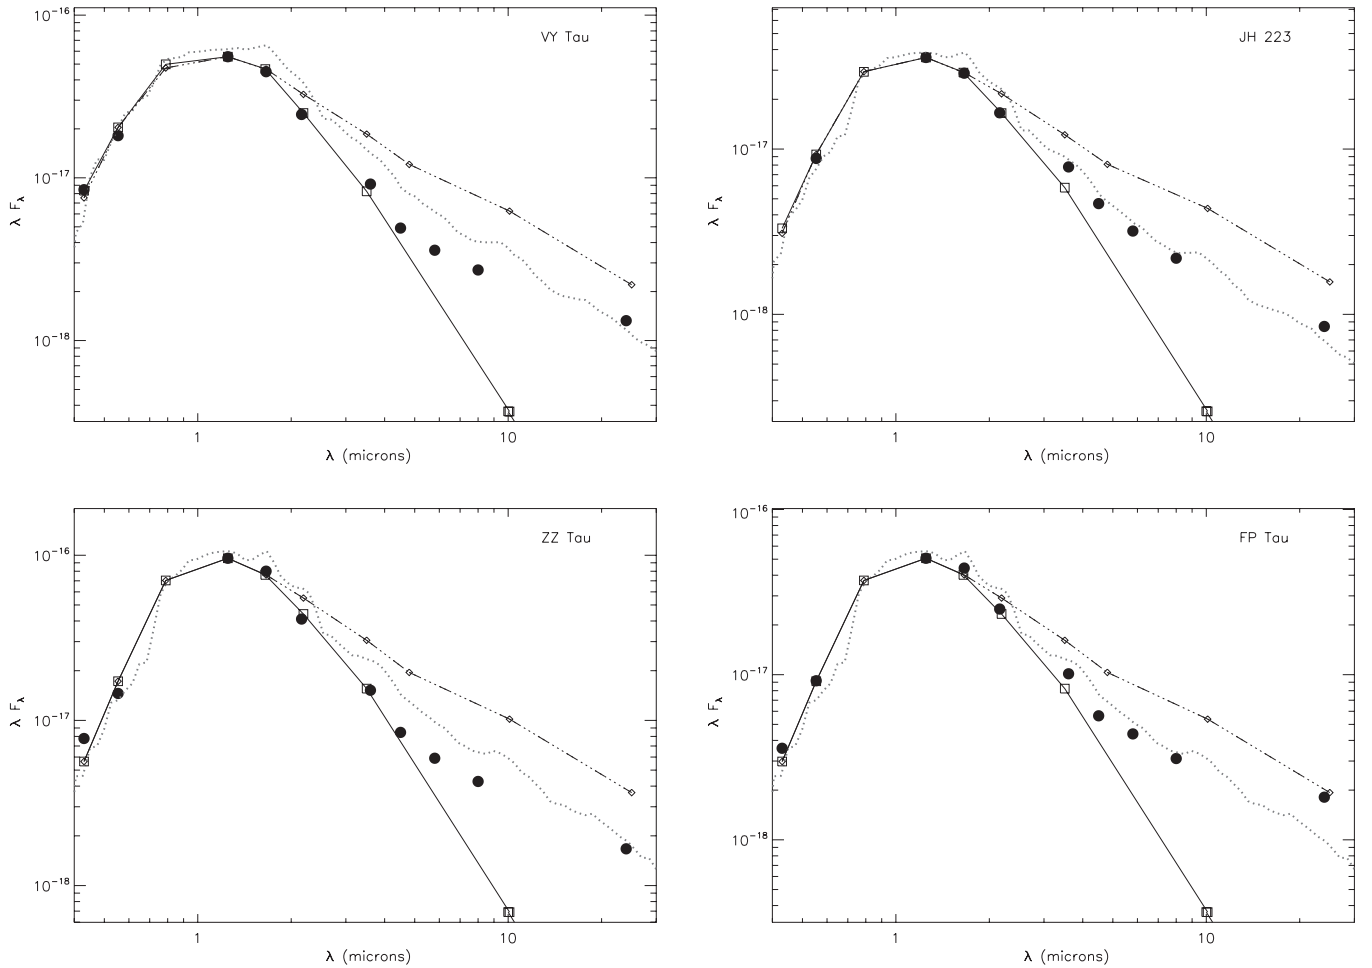 10⁻¹⁶
VY Tau
10⁻¹⁷
λ F_λ
10⁻¹⁸
1 10
λ (microns)
JH 223
10⁻¹⁷
λ F_λ
10⁻¹⁸
1 10
λ (microns)
ZZ Tau
10⁻¹⁶
10⁻¹⁷
λ F_λ
10⁻¹⁸
1 10
λ (microns)
10⁻¹⁶
FP Tau
10⁻¹⁷
λ F_λ
10⁻¹⁸
1 10
λ (microns)